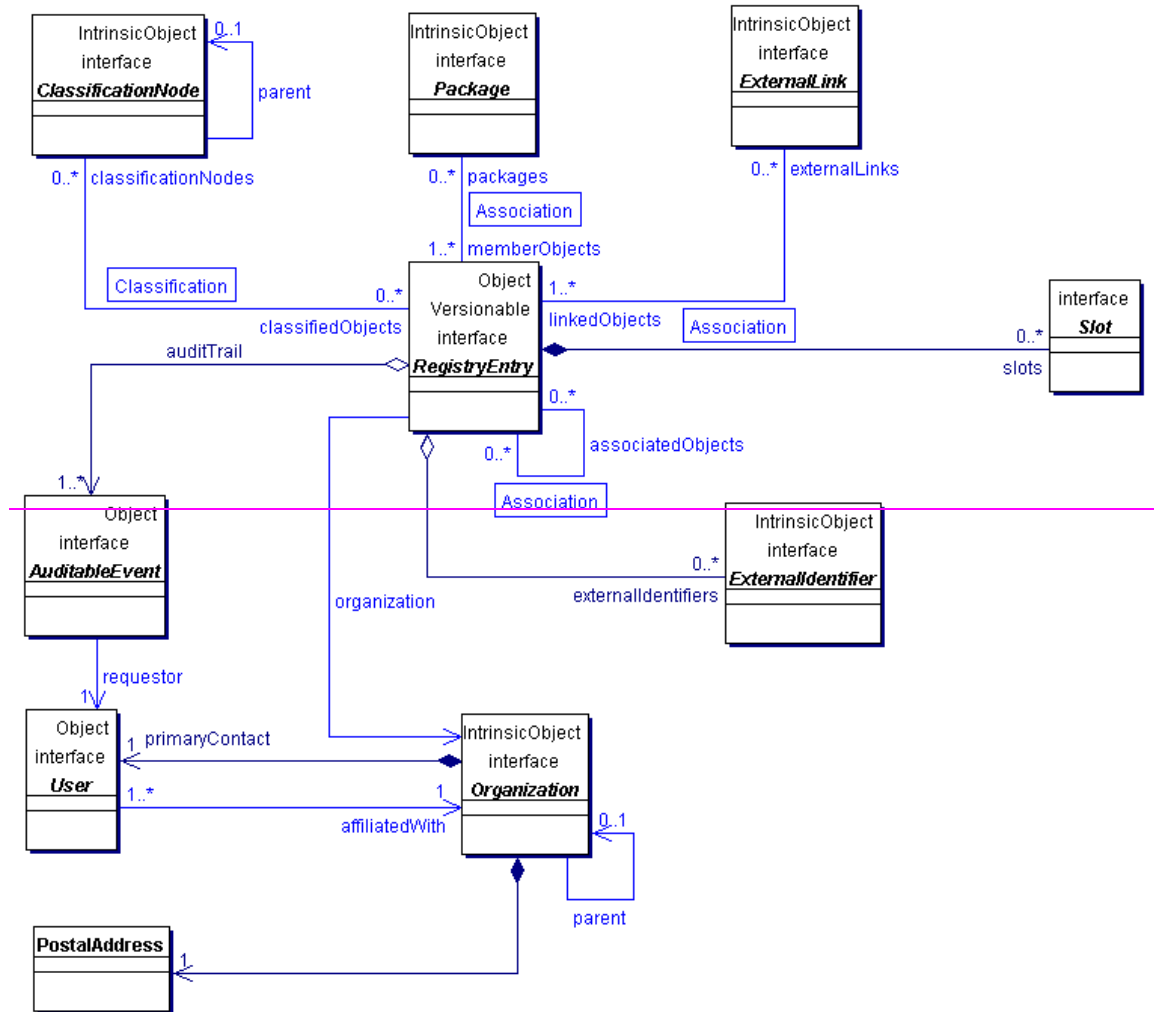 IntrinsicObject
interface
ClassificationNode
0..1
parent
IntrinsicObject
interface
Package
IntrinsicObject
interface
ExternalLink
0..*
classificationNodes
0..*
packages
0..*
externalLinks
Association
1..*
memberObjects
Classification
0..*
classifiedObjects
Object
Versionable
interface
RegistryEntry
1..*
linkedObjects
Association
interface
Slot
0..*
slots
auditTrail
0..*
associatedObjects
0..*
Association
1..*
Object
interface
AuditableEvent
IntrinsicObject
interface
ExternalIdentifier
0..*
externalIdentifiers
organization
requestor
1
Object
interface
User
1
primaryContact
IntrinsicObject
interface
Organization
1..*
1
affiliatedWith
0..1
parent
PostalAddress
1